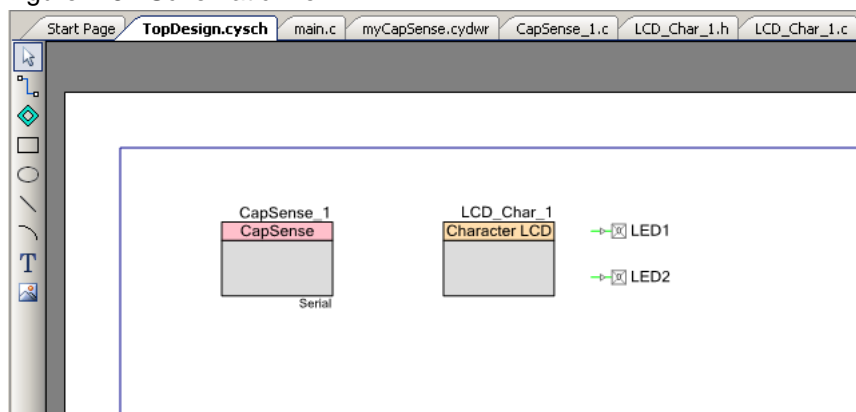 Start Page TopDesign.cysch main.c myCapSense.cydwr CapSense_1.c LCD_Char_1.h LCD_Char_1.c
CapSense_1 LCD_Char_1
CapSense Character LCD LED1
LED2
Serial
T